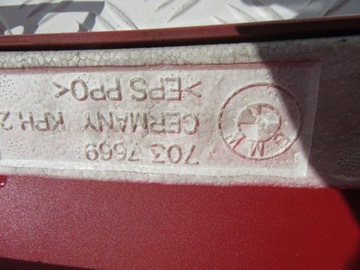 BMW
703 7669
GERMANY KPH 2
>EPS PPO<